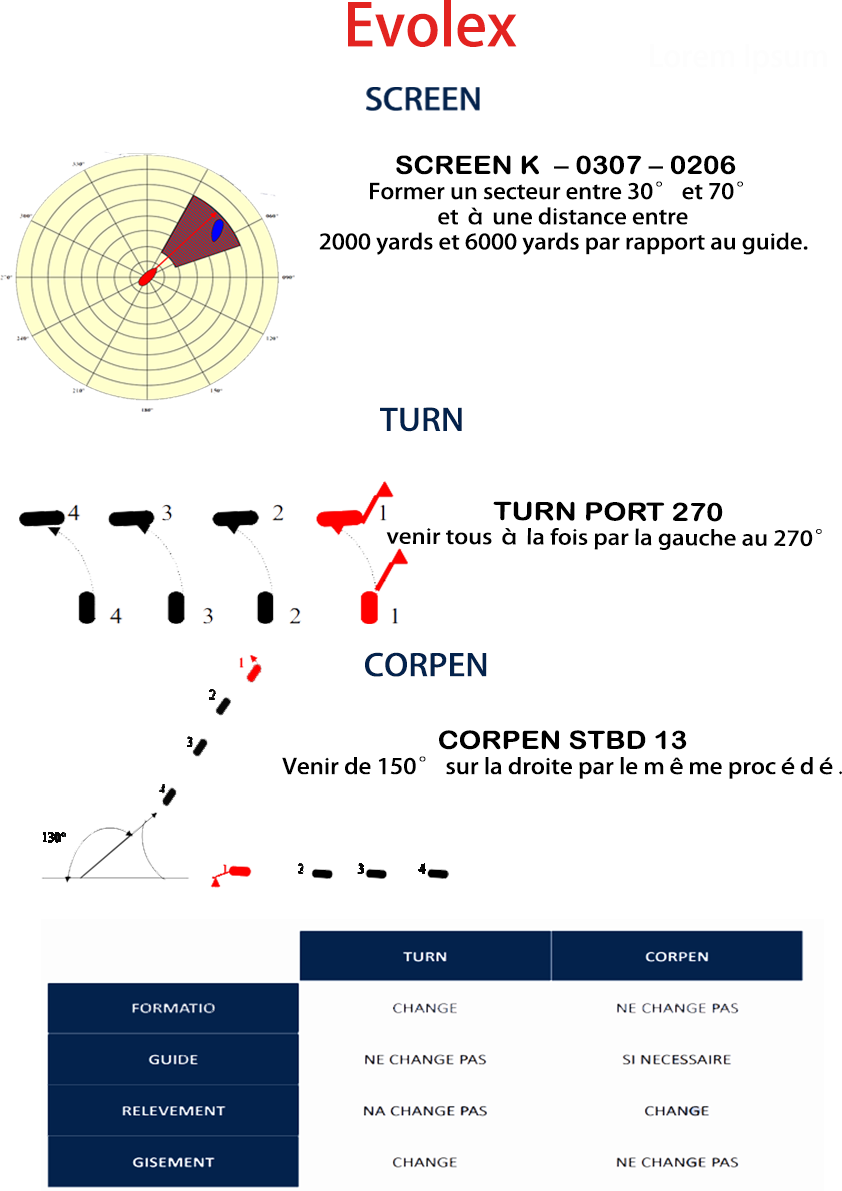 Evolex
Lorem Ipsum
SCREEN
SCREEN K – 0307 – 0206
Former un secteur entre 30° et 70°
et à une distance entre
2000 yards et 6000 yards par rapport au guide.
330°
300°
060°
270°
090°
240°
120°
210°
150°
180°
TURN
4 3 2 1
TURN PORT 270
venir tous à la fois par la gauche au 270°
4 3 2 1
CORPEN
1
2
3
4
CORPEN STBD 13
Venir de 150° sur la droite par le même procédé.
130°
1 2 3 4
TURN CORPEN
FORMATIO CHANGE NE CHANGE PAS
GUIDE NE CHANGE PAS SI NECESSAIRE
RELEVEMENT NA CHANGE PAS CHANGE
GISEMENT CHANGE NE CHANGE PAS